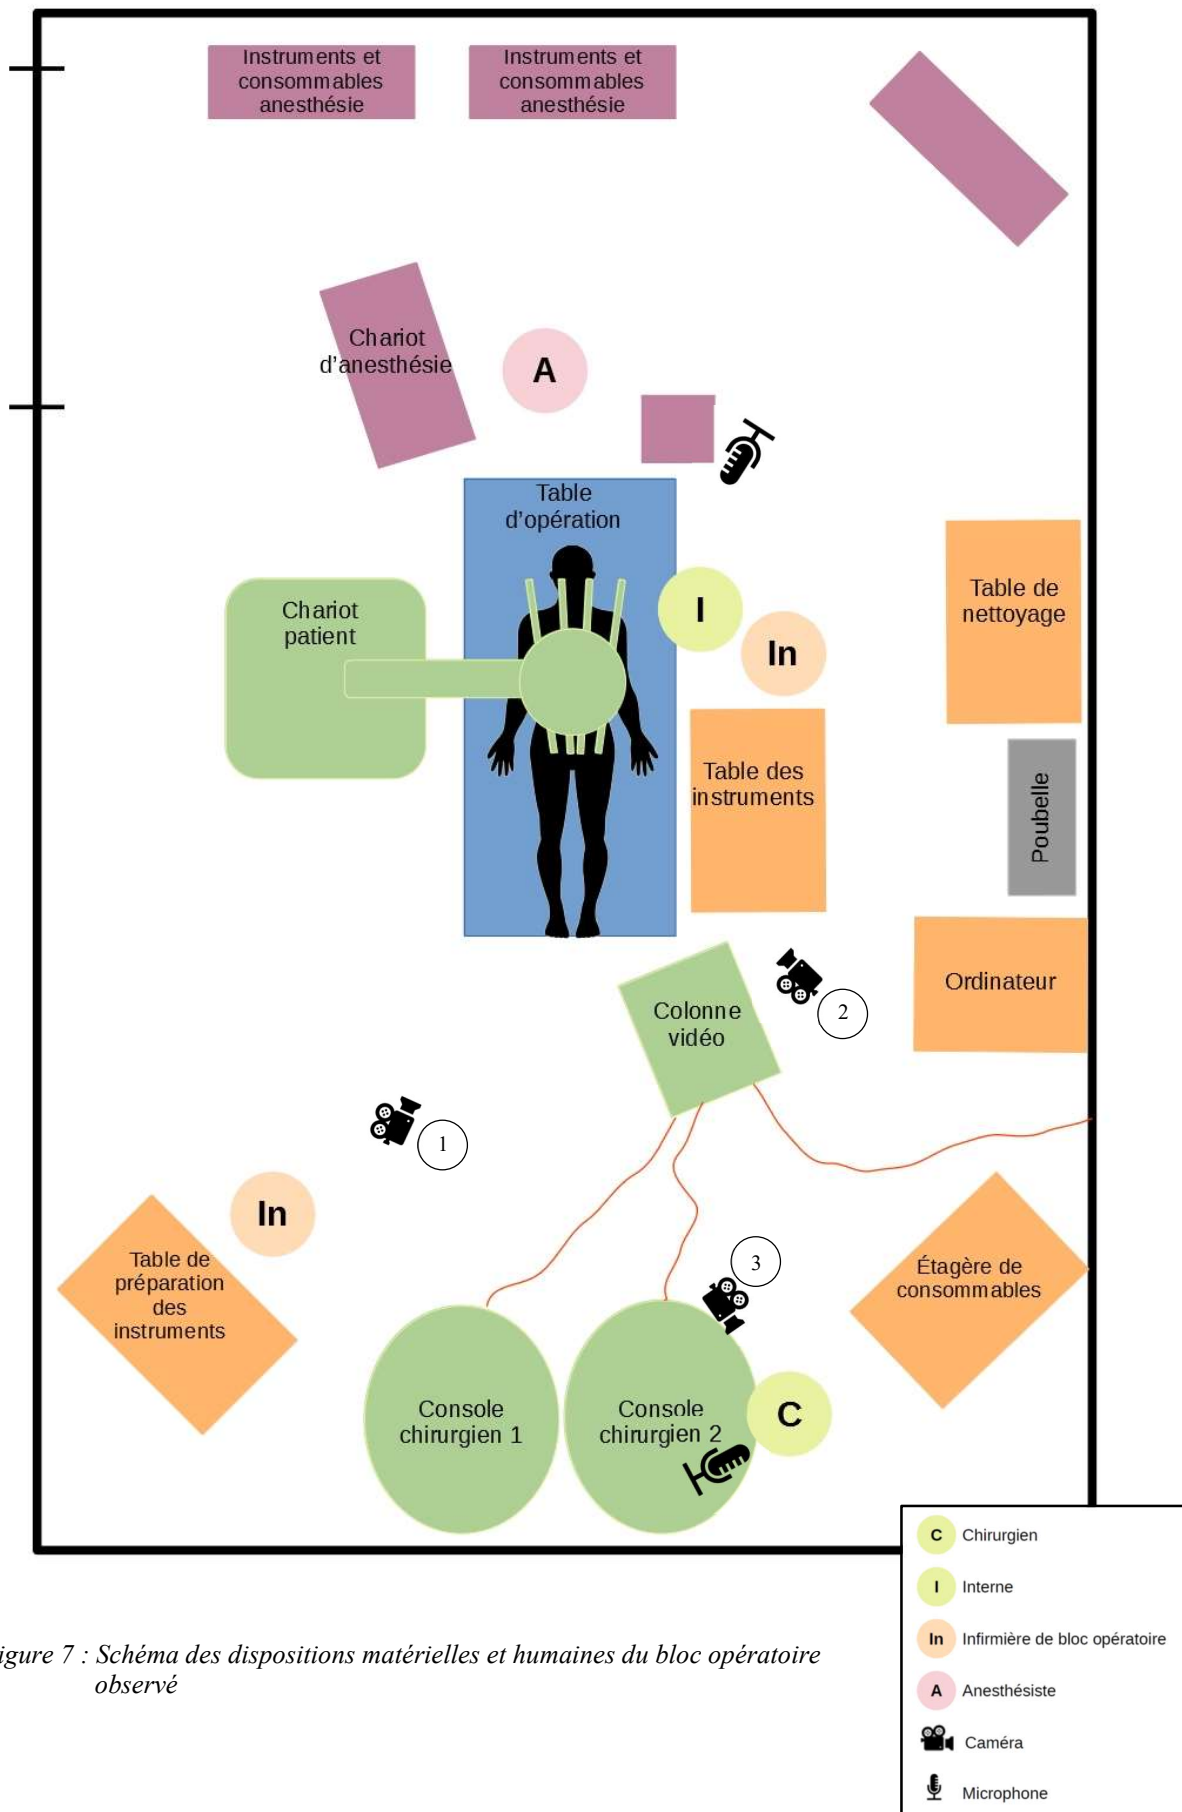 Instruments et
consommables
anesthésie
Instruments et
consommables
anesthésie
Chariot
d'anesthésie
A
Table
d'opération
Chariot
patient
I
In
Table de
nettoyage
Table des
instruments
Poubelle
Ordinateur
Colonne
vidéo
2
1
In
Table de
préparation
des
instruments
3
Étagère de
consommables
Console
chirurgien 1
Console
chirurgien 2
C
C Chirurgien
I Interne
In Infirmière de bloc opératoire
A Anesthésiste
Caméra
Microphone
igure 7 : Schéma des dispositions matérielles et humaines du bloc opératoire
observé